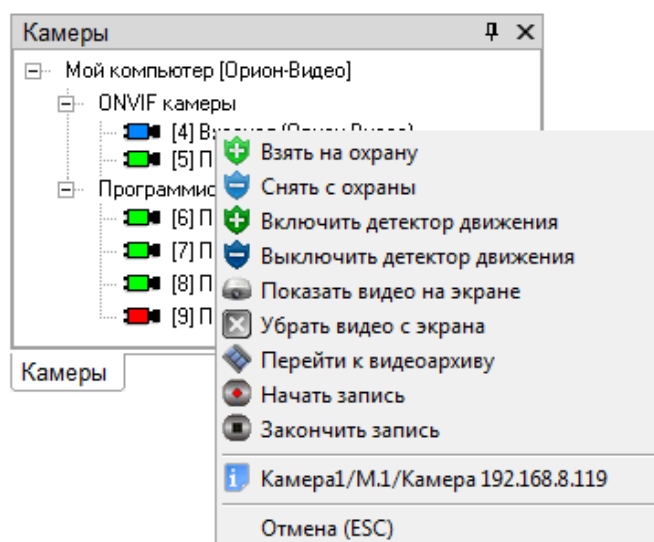 Камеры
Мой компьютер [Орион-Видео]
ONVIF камеры
[4]
[5] П
[6] П
[7] П
[8] П
[9] П
Камеры
Взять на охрану
Снять с охраны
Включить детектор движения
Выключить детектор движения
Показать видео на экране
Убрать видео с экрана
Перейти к видеоархиву
Начать запись
Закончить запись
Камера1/М.1/Камера 192.168.8.119
Отмена (ESC)